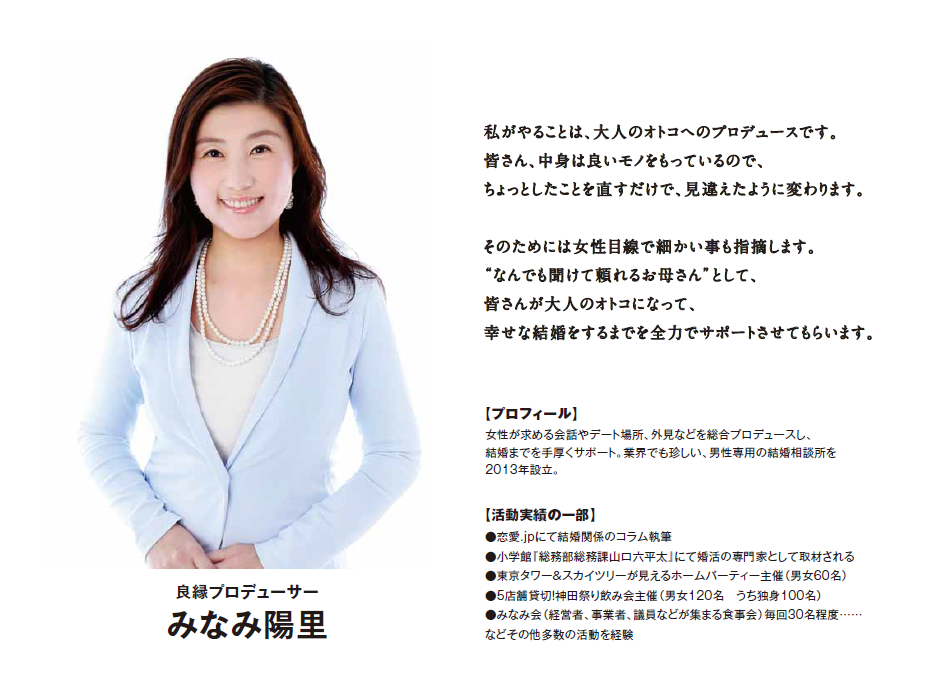 私がやることは、大人のオトコへのプロデュースです。
皆さん、中身は良いモノをもっているので、
ちょっとしたことを直すだけで、見違えたように変わります。
そのためには女性目線で細かい事も指摘します。
“なんでも聞けて頼れるお母さん”として、
皆さんが大人のオトコになって、
幸せな結婚をするまでを全力でサポートさせてもらいます。
【プロフィール】
女性が求める会話やデート場所、外見などを総合プロデュースし、
結婚までを手厚くサポート。業界でも珍しい、男性専用の結婚相談所を
2013年設立。
【活動実績の一部】
●恋愛.jpにて結婚関係のコラム執筆
●小学館『総務部総務課山口六平太』にて婚活の専門家として取材される
●東京タワー&スカイツリーが見えるホームパーティー主催（男女60名）
●5店舗貸切!神田祭り飲み会主催（男女120名　うち独身100名）
●みなみ会（経営者、事業者、議員などが集まる食事会）毎回30名程度……
などその他多数の活動を経験
良縁プロデューサー
みなみ陽里